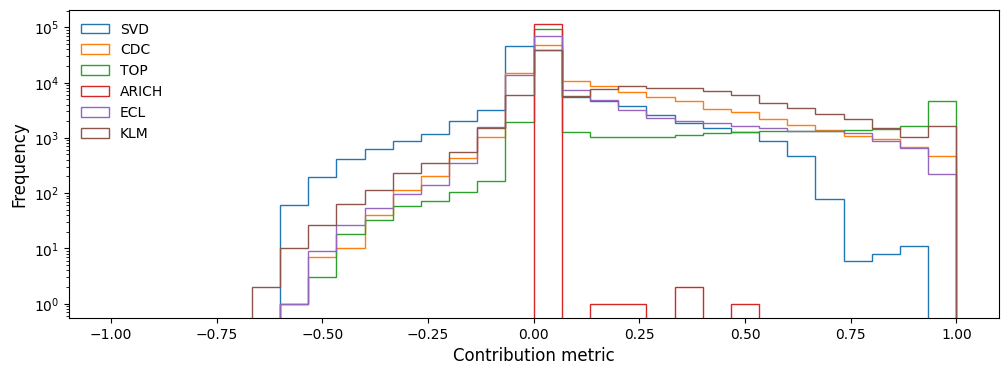 10⁵
10⁴
10³
10²
10¹
10⁰
Frequency
SVD
CDC
TOP
ARICH
ECL
KLM
−1.00 −0.75 −0.50 −0.25 0.00 0.25 0.50 0.75 1.00
Contribution metric